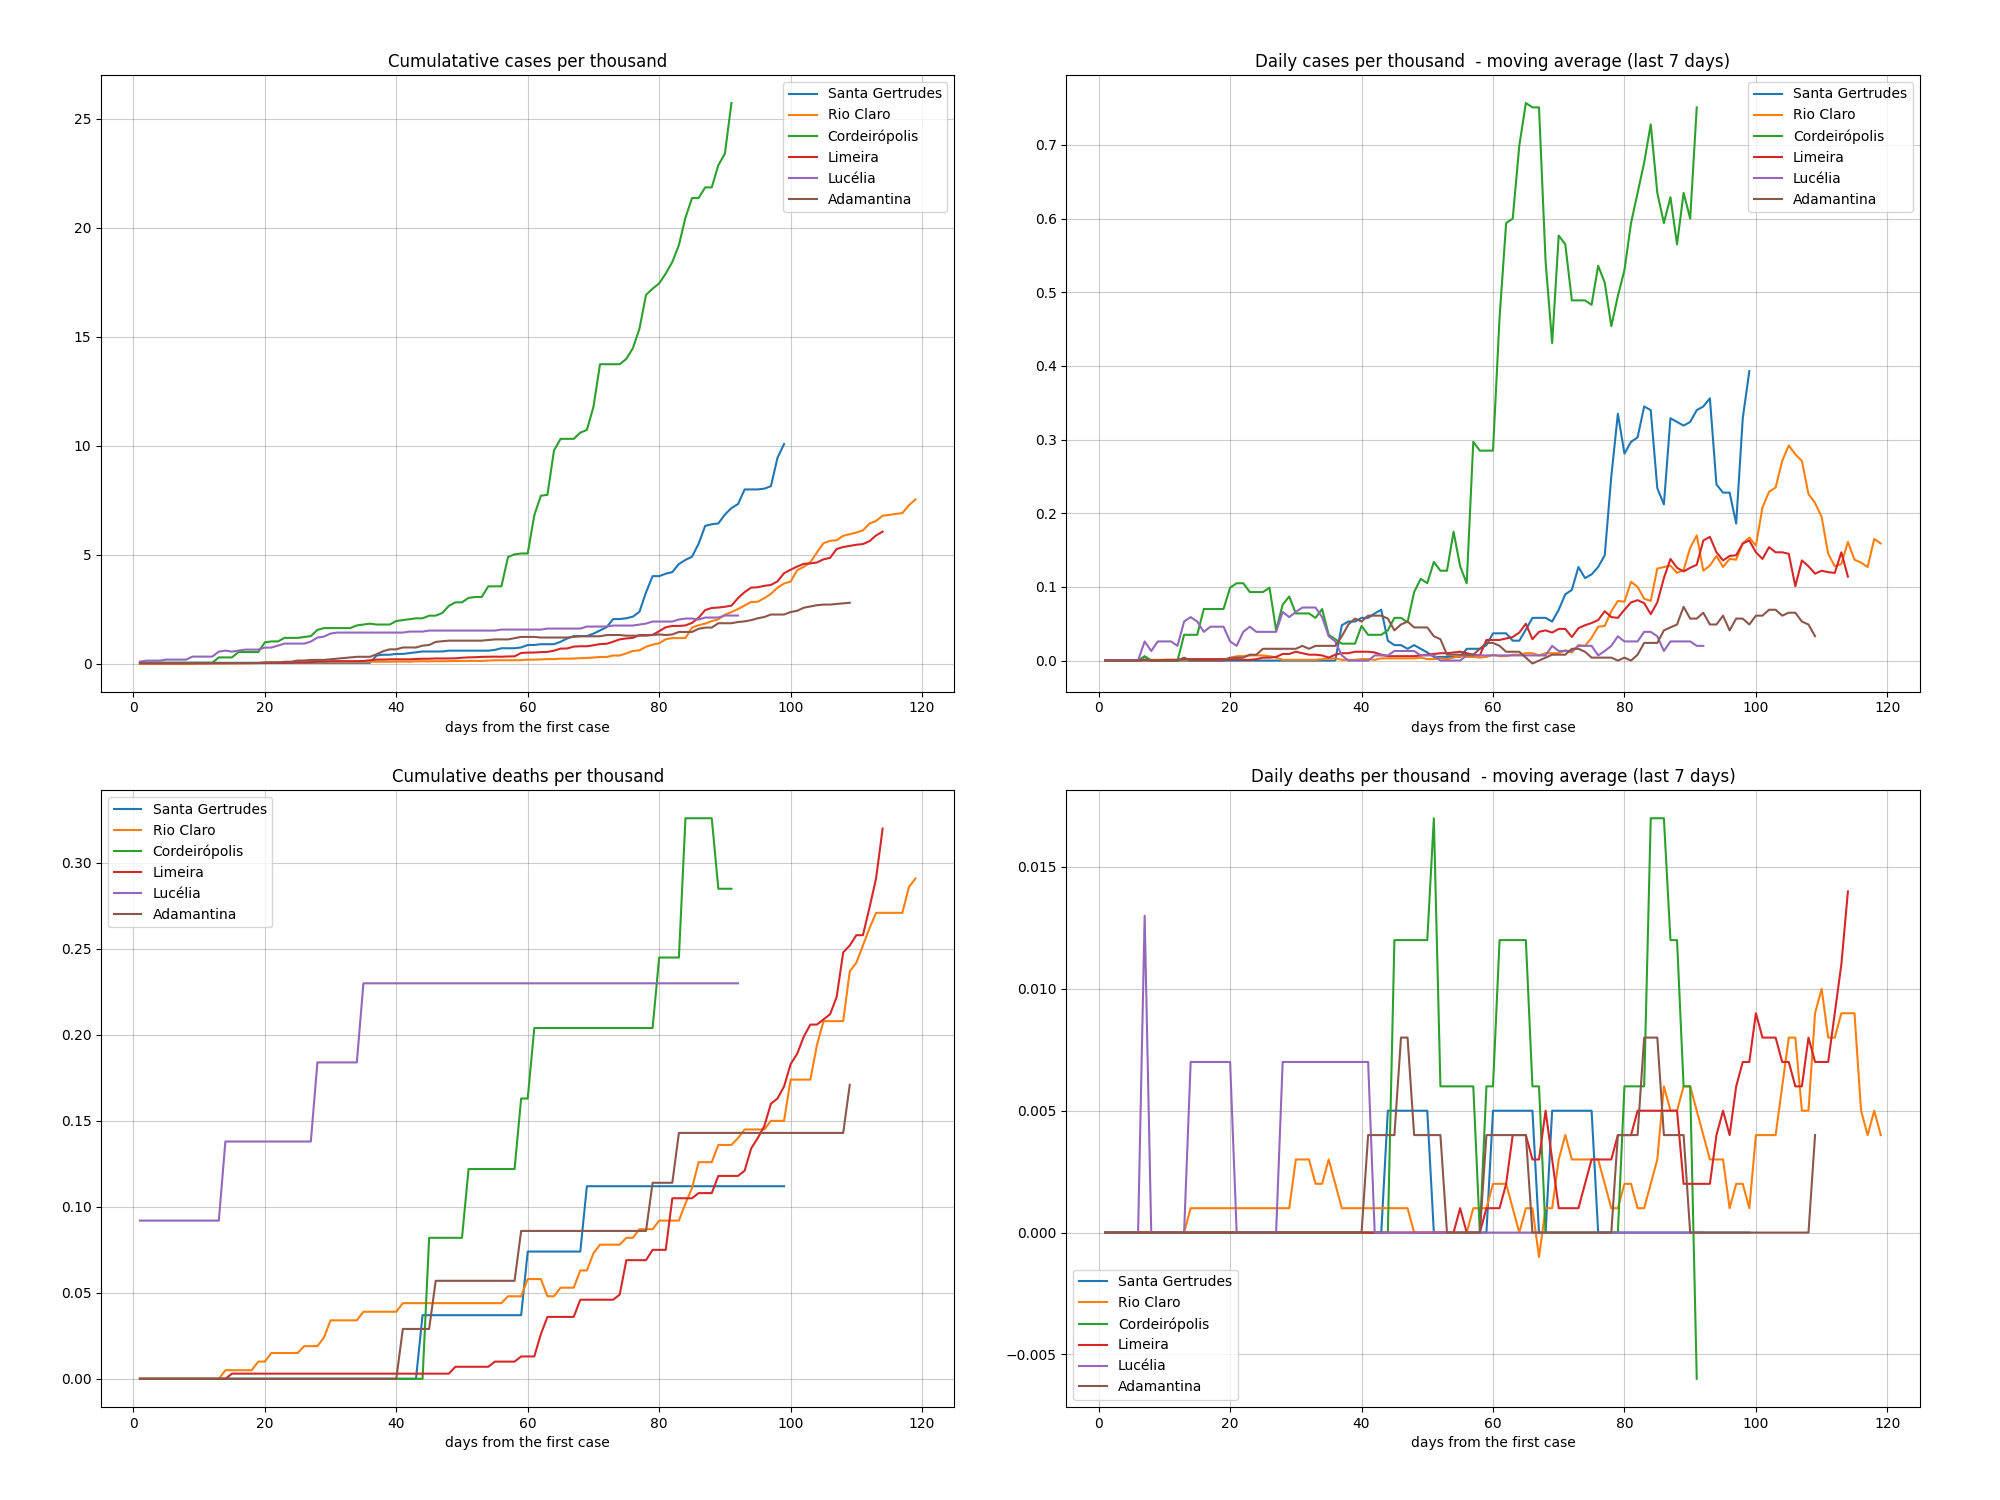 Cumulatative cases per thousand
25
20
15
10
5
0
0 20 40 60 80 100 120
days from the first case
Santa Gertrudes
Rio Claro
Cordeirópolis
Limeira
Lucélia
Adamantina
Daily cases per thousand - moving average (last 7 days)
0.7
0.6
0.5
0.4
0.3
0.2
0.1
0.0
0 20 40 60 80 100 120
days from the first case
Santa Gertrudes
Rio Claro
Cordeirópolis
Limeira
Lucélia
Adamantina
Cumulative deaths per thousand
0.30
0.25
0.20
0.15
0.10
0.05
0.00
0 20 40 60 80 100 120
days from the first case
Santa Gertrudes
Rio Claro
Cordeirópolis
Limeira
Lucélia
Adamantina
Daily deaths per thousand - moving average (last 7 days)
0.015
0.010
0.005
0.000
−0.005
0 20 40 60 80 100 120
days from the first case
Santa Gertrudes
Rio Claro
Cordeirópolis
Limeira
Lucélia
Adamantina